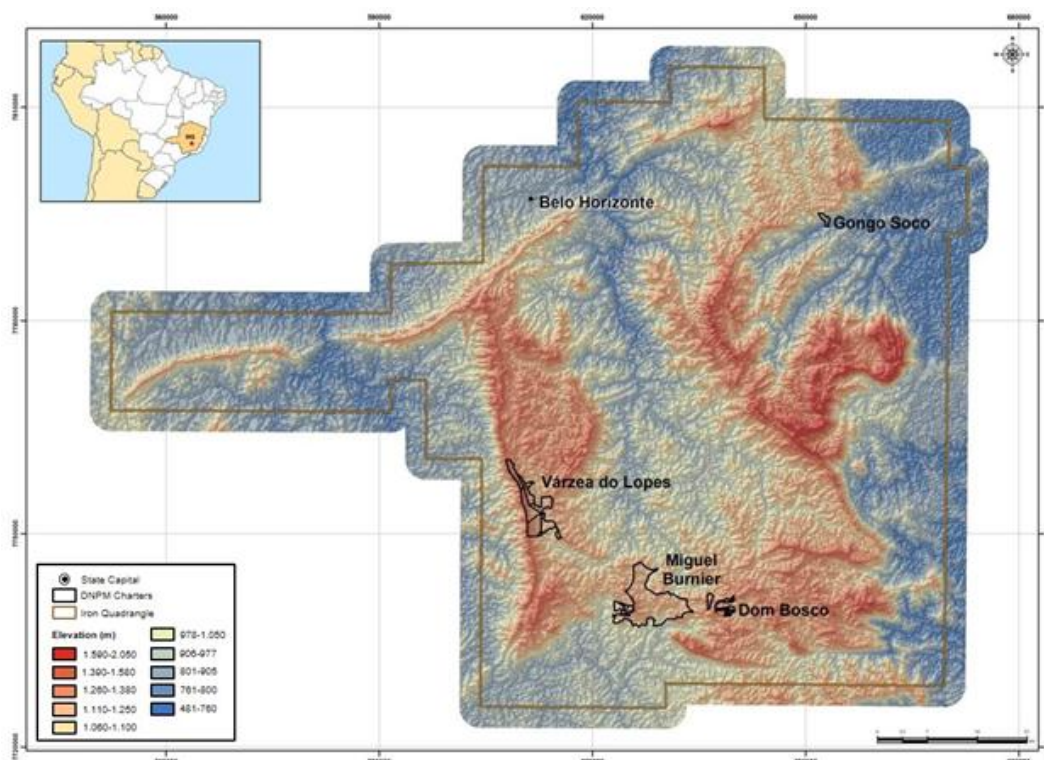 Belo Horizonte
Gongo Soco
Várzea do Lopes
Miguel
Burnier
Dom Bosco
State Capital
DNPM Charters
Iron Quadrangle
Elevation (m)
1.590-2.050
1.390-1.580
1.260-1.380
1.110-1.250
1.060-1.100
978-1.050
906-977
801-905
761-800
481-760